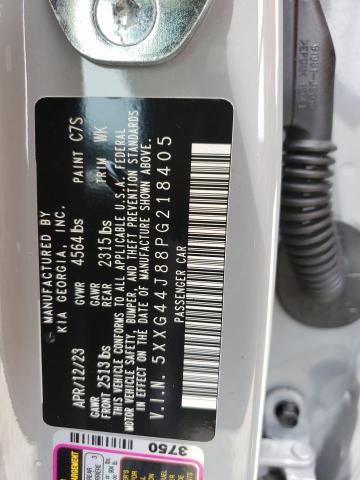 MANUFACTURED BY
KIA GEORGIA, INC.
APR/12/23 GVWR 4564 lbs PAINT C7S
GAWR FRONT 2513 lbs GAWR REAR 2315 lbs TRIM WK
THIS VEHICLE CONFORMS TO ALL APPLICABLE U.S.A. FEDERAL
MOTOR VEHICLE SAFETY, BUMPER, AND THEFT PREVENTION STANDARDS
IN EFFECT ON THE DATE OF MANUFACTURE SHOWN ABOVE.
V.I.N. 5XXG44J88PG218405
PASSENGER CAR
3750